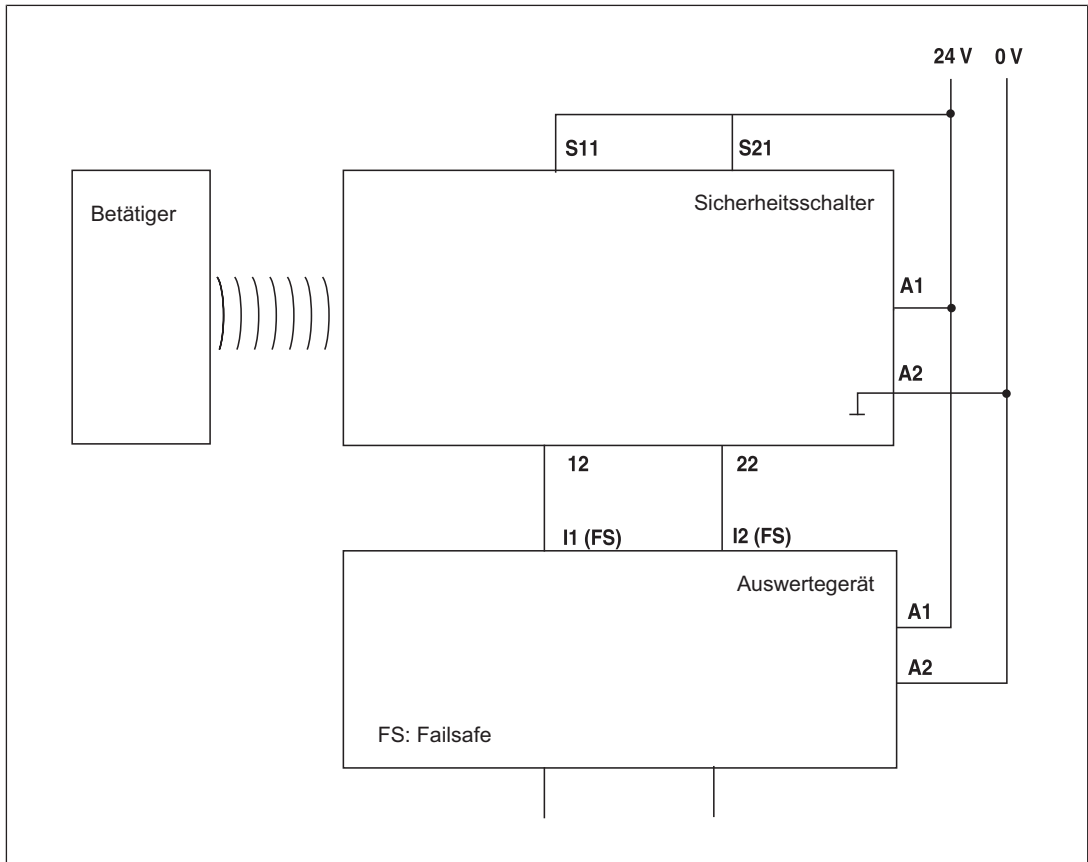 24 V 0 V
S11 S21
Betätiger
Sicherheitsschalter
A1
A2
12 22
I1 (FS) I2 (FS)
Auswertegerät
A1
A2
FS: Failsafe